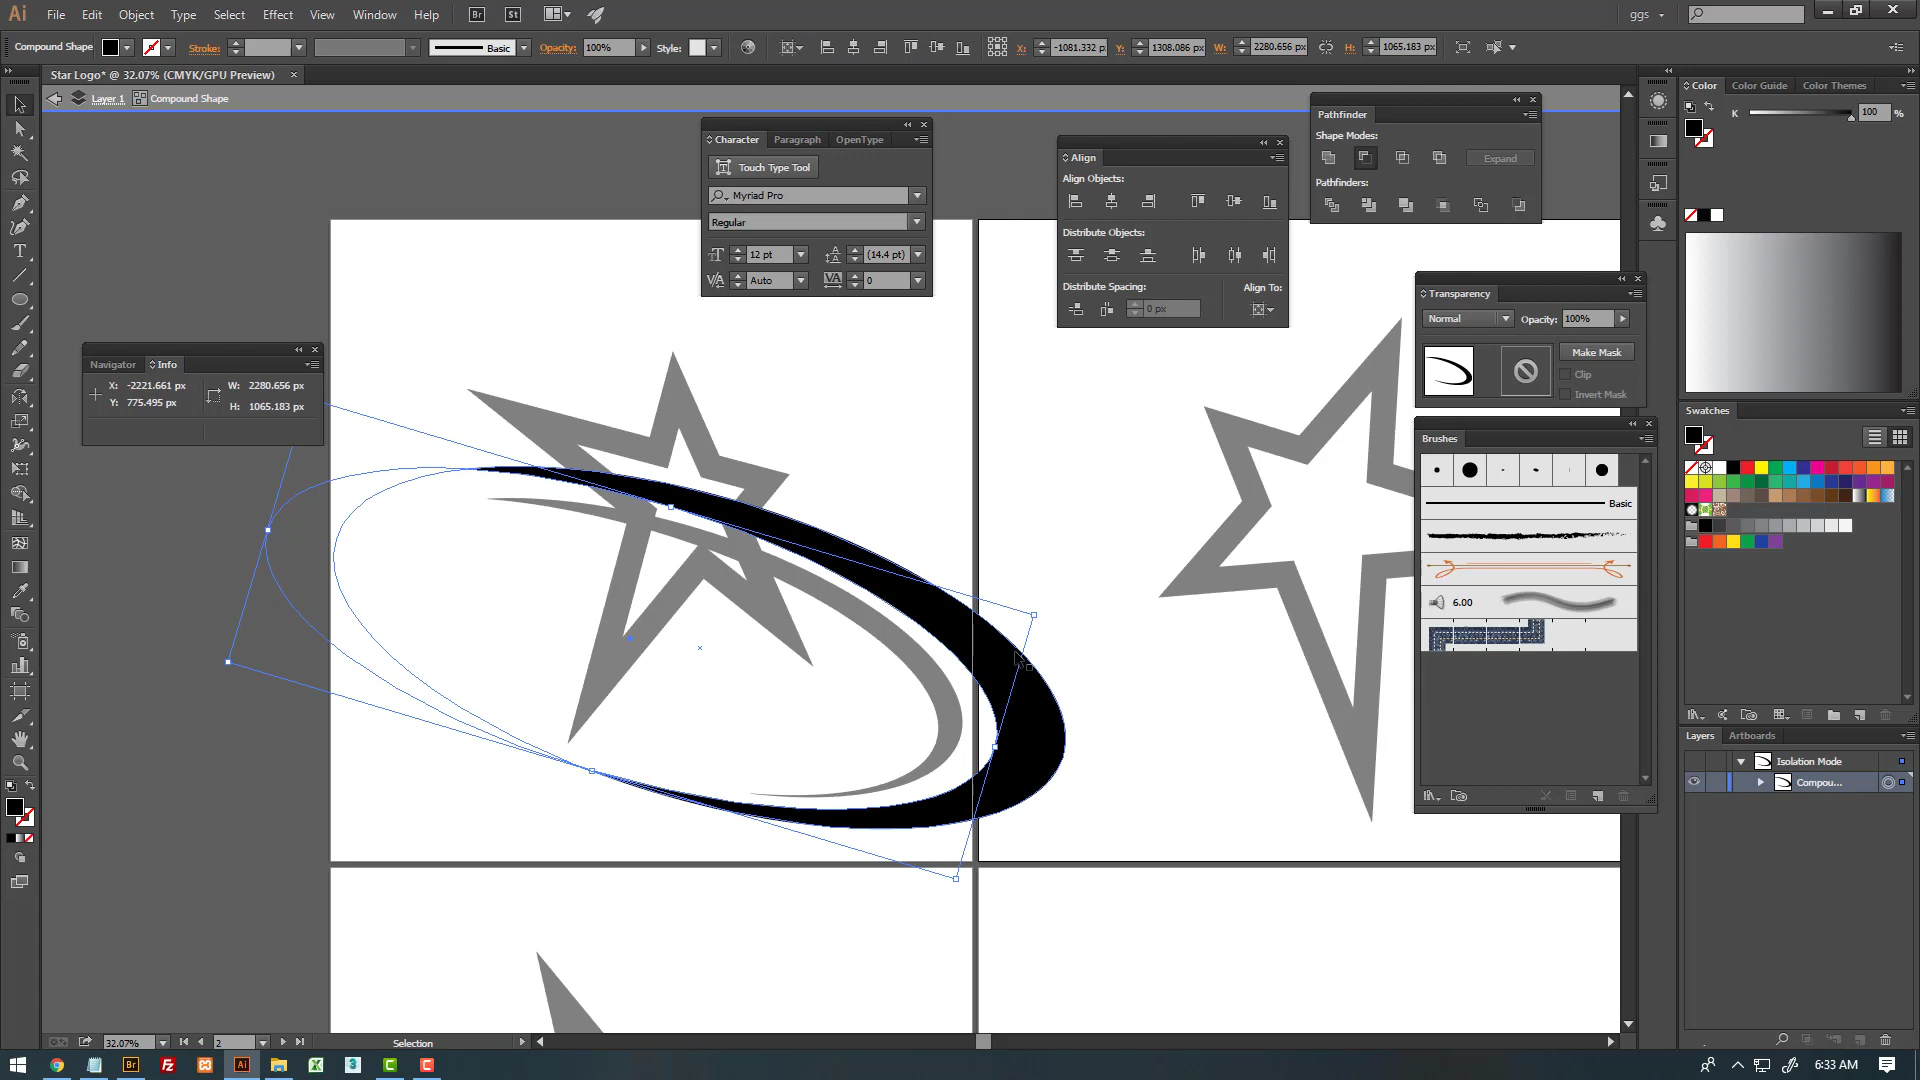 Ai File Edit Object Type Select Effect View Window Help Br St ggs
Compound Shape Stroke: Basic Opacity: 100% Style: X: -1081.332 p Y: 1308.086 px W: 2280.656 px H: 1065.183 px
Star Logo* @ 32.07% (CMYK/GPU Preview) ×
Layer 1 Compound Shape
Character Paragraph OpenType
Touch Type Tool
Myriad Pro
Regular
12 pt (14.4 pt)
Auto 0
Align
Align Objects:
Distribute Objects:
Distribute Spacing: Align To:
0 px
Pathfinder
Shape Modes:
Expand
Pathfinders:
Navigator Info
X: -2221.661 px W: 2280.656 px
Y: 775.495 px H: 1065.183 px
Transparency
Normal Opacity: 100%
Make Mask
Clip
Invert Mask
Brushes
Basic
6.00
Color Color Guide Color Themes
K 100 %
Swatches
Layers Artboards
Isolation Mode
Compou...
32.07% 2 Selection
Br Fz Ai 3 C C 6:33 AM